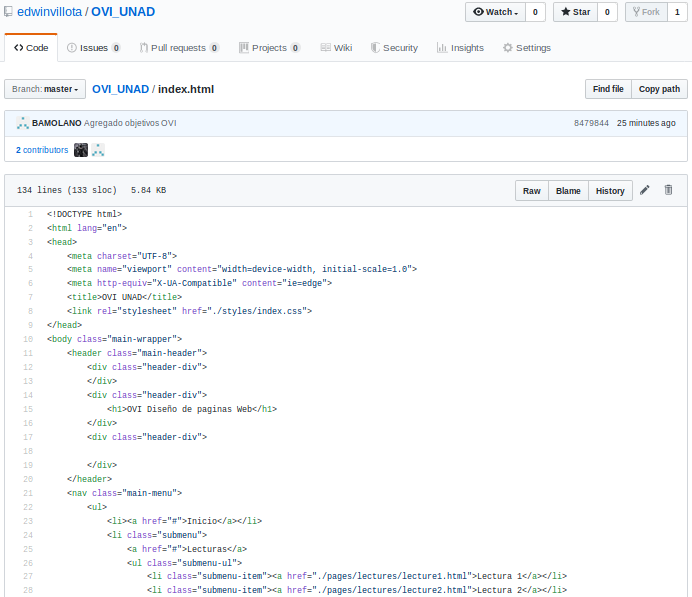 edwinvillota / OVI_UNAD
Watch 0 Star 0 Fork 1
Code Issues 0 Pull requests 0 Projects 0 Wiki Security Insights Settings
Branch: master OVI_UNAD / index.html Find file Copy path
BAMOLANO Agregado objetivos OVI 8479844 25 minutes ago
2 contributors
134 lines (133 sloc) 5.84 KB Raw Blame History
1 <!DOCTYPE html>
2 <html lang="en">
3 <head>
4 <meta charset="UTF-8">
5 <meta name="viewport" content="width=device-width, initial-scale=1.0">
6 <meta http-equiv="X-UA-Compatible" content="ie=edge">
7 <title>OVI UNAD</title>
8 <link rel="stylesheet" href="./styles/index.css">
9 </head>
10 <body class="main-wrapper">
11 <header class="main-header">
12 <div class="header-div">
13 </div>
14 <div class="header-div">
15 <h1>OVI Diseño de paginas Web</h1>
16 </div>
17 <div class="header-div">
18
19 </div>
20 </header>
21 <nav class="main-menu">
22 <ul>
23 <li><a href="#">Inicio</a></li>
24 <li class="submenu">
25 <a href="#">Lecturas</a>
26 <ul class="submenu-ul">
27 <li class="submenu-item"><a href="./pages/lectures/lecture1.html">Lectura 1</a></li>
28 <li class="submenu-item"><a href="./pages/lectures/lecture2.html">Lectura 2</a></li>